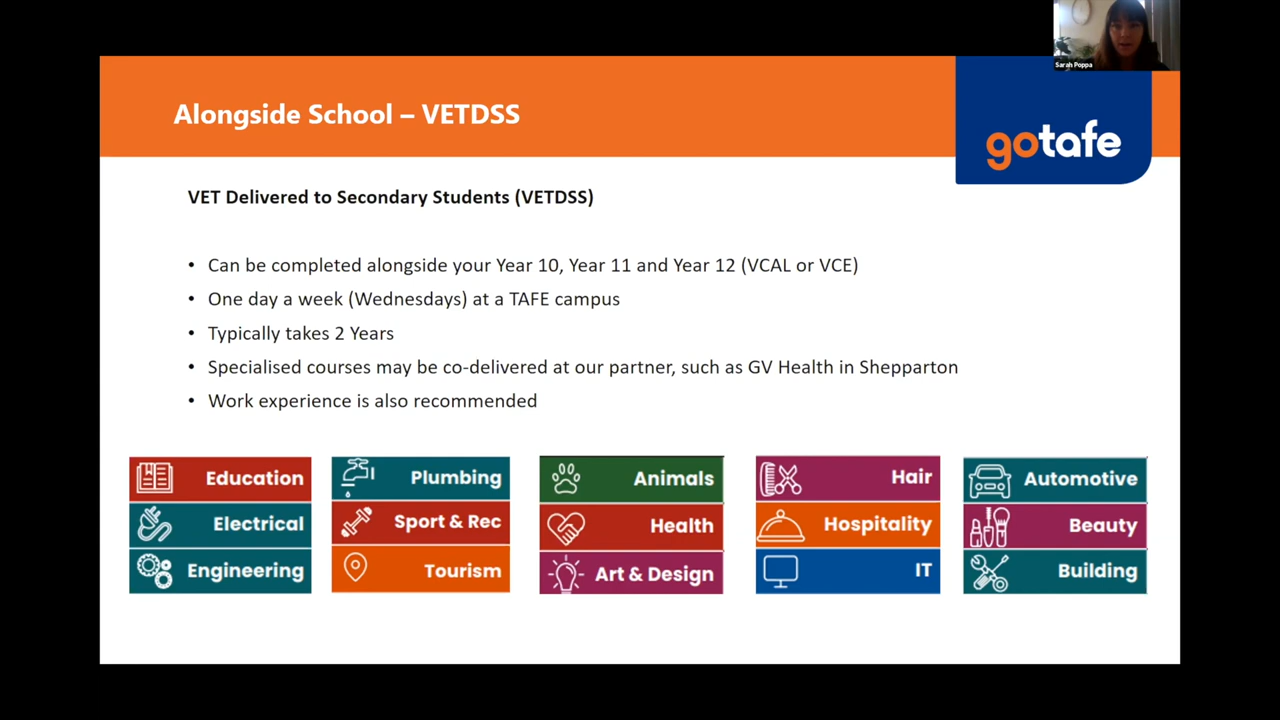 Sarah Poppa
Alongside School – VETDSS
gotafe
VET Delivered to Secondary Students (VETDSS)
• Can be completed alongside your Year 10, Year 11 and Year 12 (VCAL or VCE)
• One day a week (Wednesdays) at a TAFE campus
• Typically takes 2 Years
• Specialised courses may be co-delivered at our partner, such as GV Health in Shepparton
• Work experience is also recommended
Education
Electrical
Engineering
Plumbing
Sport & Rec
Tourism
Animals
Health
Art & Design
Hair
Hospitality
IT
Automotive
Beauty
Building